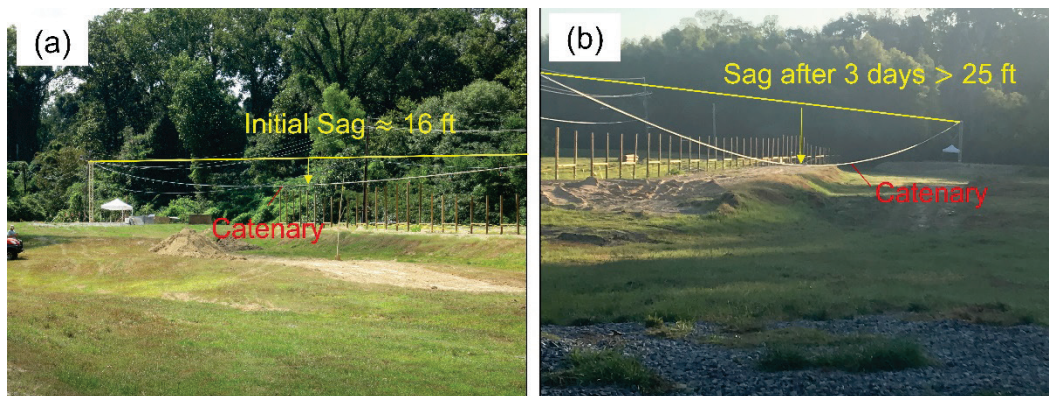 (a)
Initial Sag ≈ 16 ft
Catenary
(b)
Sag after 3 days > 25 ft
Catenary